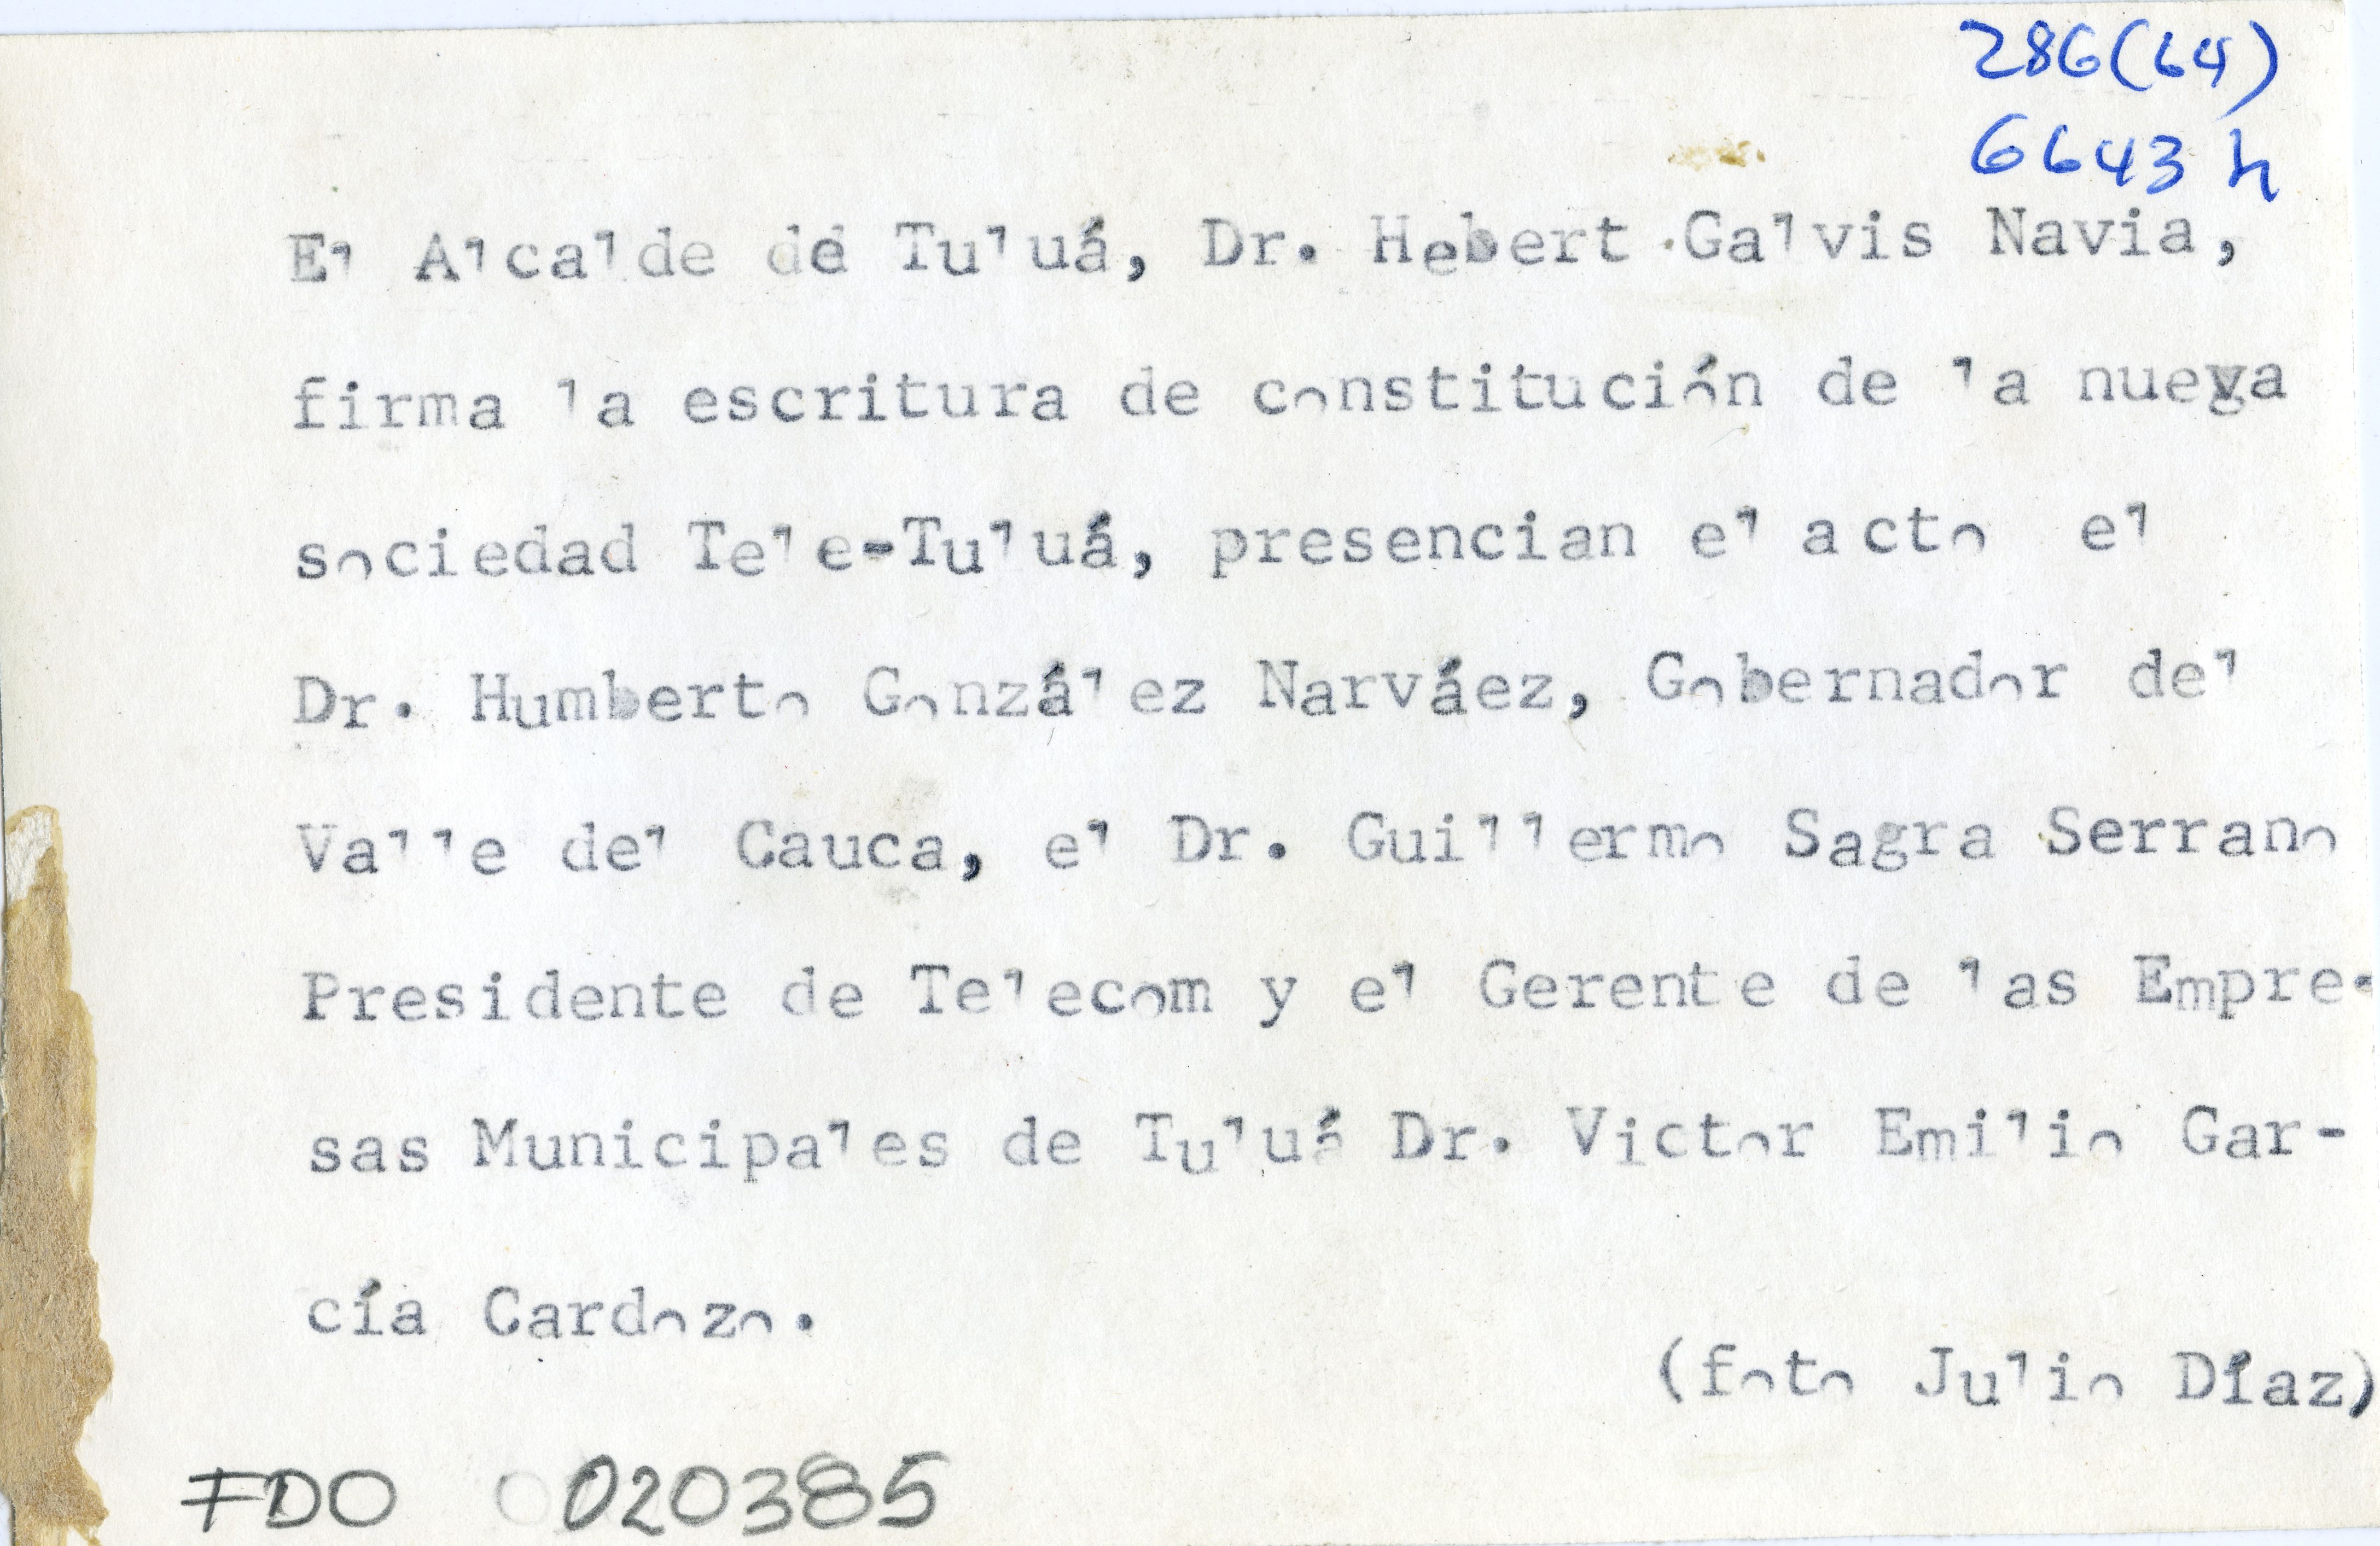 286(64)
6643 h
El Alcalde de Tuluá, Dr. Hebert Galvis Navia,
firma la escritura de constitución de la nueva
sociedad Tele-Tuluá, presencian el acto el
Dr. Humberto González Narváez, Gobernador del
Valle del Cauca, el Dr. Guillermo Sagra Serrano
Presidente de Telecom y el Gerente de las Empre-
sas Municipales de Tuluá Dr. Victor Emilio Gar-
cía Cardozo.
(foto Julio Díaz)
FDO 020385